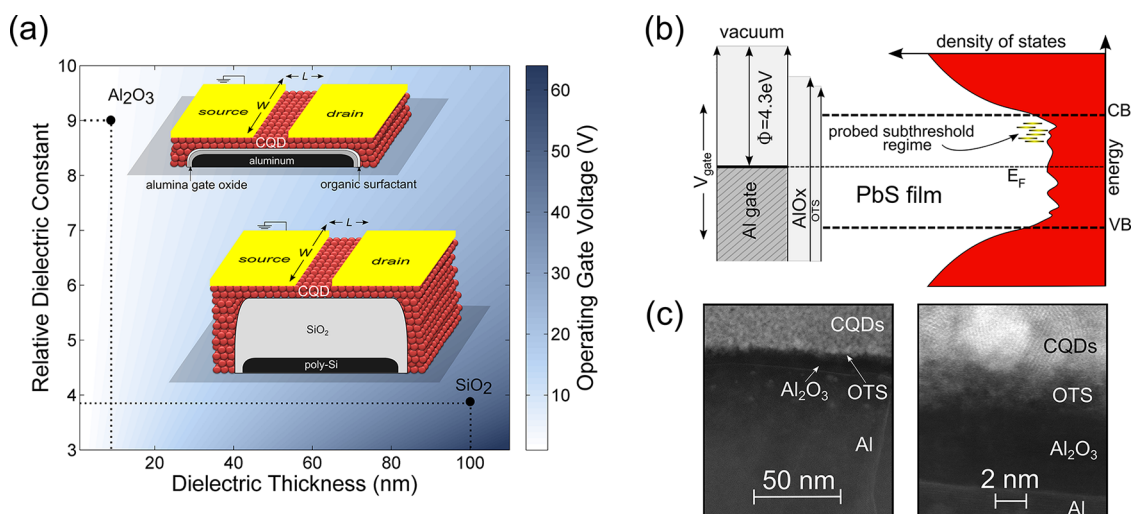 (a)
Relative Dielectric Constant
10
9
8
7
6
5
4
3
20
40
60
80
100
Dielectric Thickness (nm)
Al2O3
SiO2
source
W
L
drain
CQD
aluminum
alumina gate oxide
organic surfactant
source
W
L
drain
CQD
SiO2
poly-Si
60
50
40
30
20
10
Operating Gate Voltage (V)
(b)
vacuum
density of states
Vgate
Φ=4.3eV
Al gate
AlOx
OTS
CB
probed subthreshold
regime
EF
PbS film
energy
VB
(c)
CQDs
Al2O3
OTS
Al
50 nm
CQDs
OTS
Al2O3
2 nm
Al